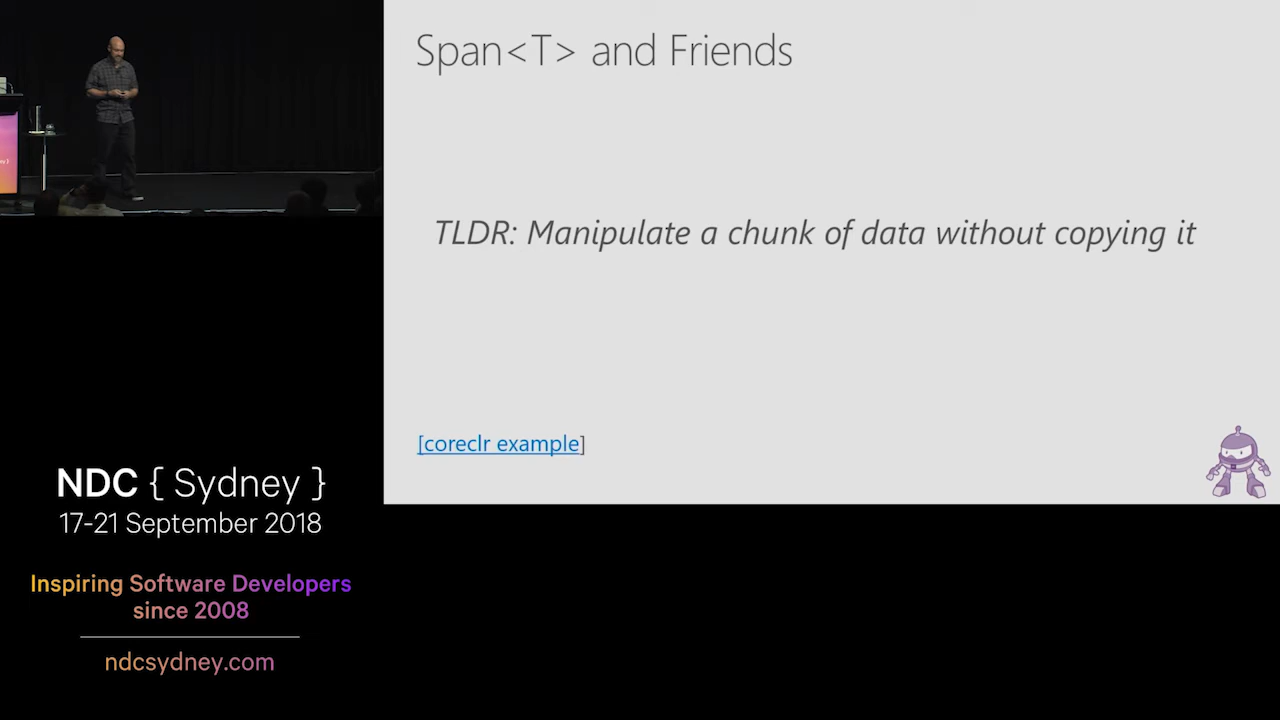 Span<T> and Friends
TLDR: Manipulate a chunk of data without copying it
[coreclr example]
NDC { Sydney }
17-21 September 2018
Inspiring Software Developers
since 2008
ndcsydney.com